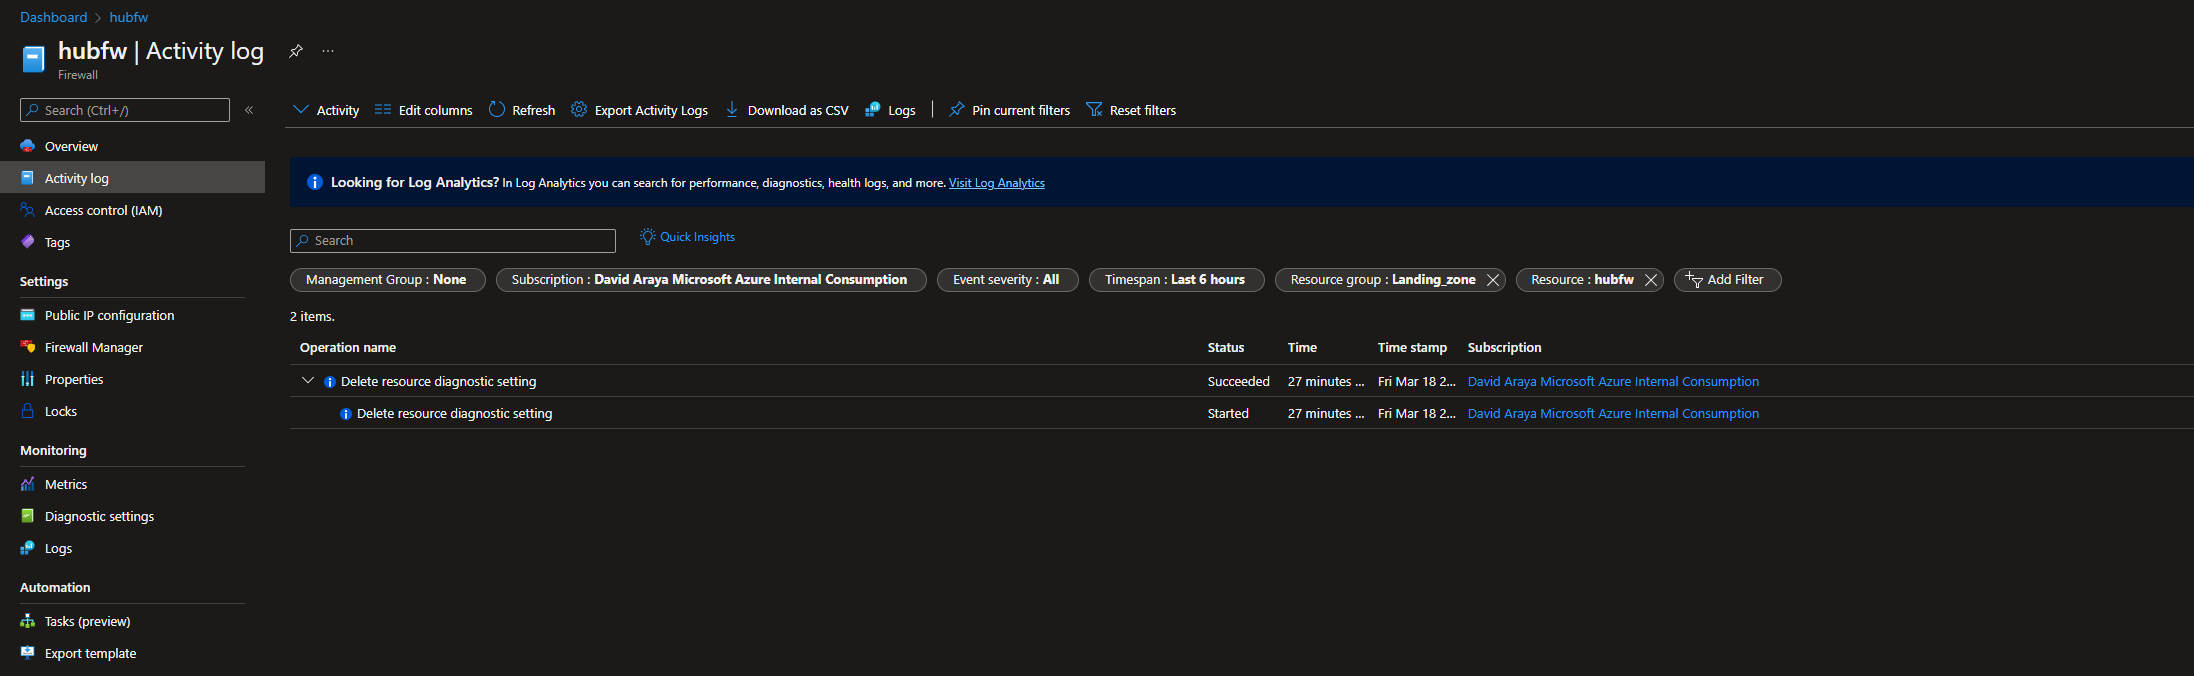 Dashboard > hubfw
hubfw | Activity log
Firewall
Search (Ctrl+/)
Overview
Activity log
Access control (IAM)
Tags
Settings
Public IP configuration
Firewall Manager
Properties
Locks
Monitoring
Metrics
Diagnostic settings
Logs
Automation
Tasks (preview)
Export template
Activity Edit columns Refresh Export Activity Logs Download as CSV Logs Pin current filters Reset filters
Looking for Log Analytics? In Log Analytics you can search for performance, diagnostics, health logs, and more. Visit Log Analytics
Search Quick Insights
Management Group : None Subscription : David Araya Microsoft Azure Internal Consumption Event severity : All Timespan : Last 6 hours Resource group : Landing_zone Resource : hubfw Add Filter
2 items.
Operation name Status Time Time stamp Subscription
Delete resource diagnostic setting Succeeded 27 minutes ... Fri Mar 18 2... David Araya Microsoft Azure Internal Consumption
Delete resource diagnostic setting Started 27 minutes ... Fri Mar 18 2... David Araya Microsoft Azure Internal Consumption